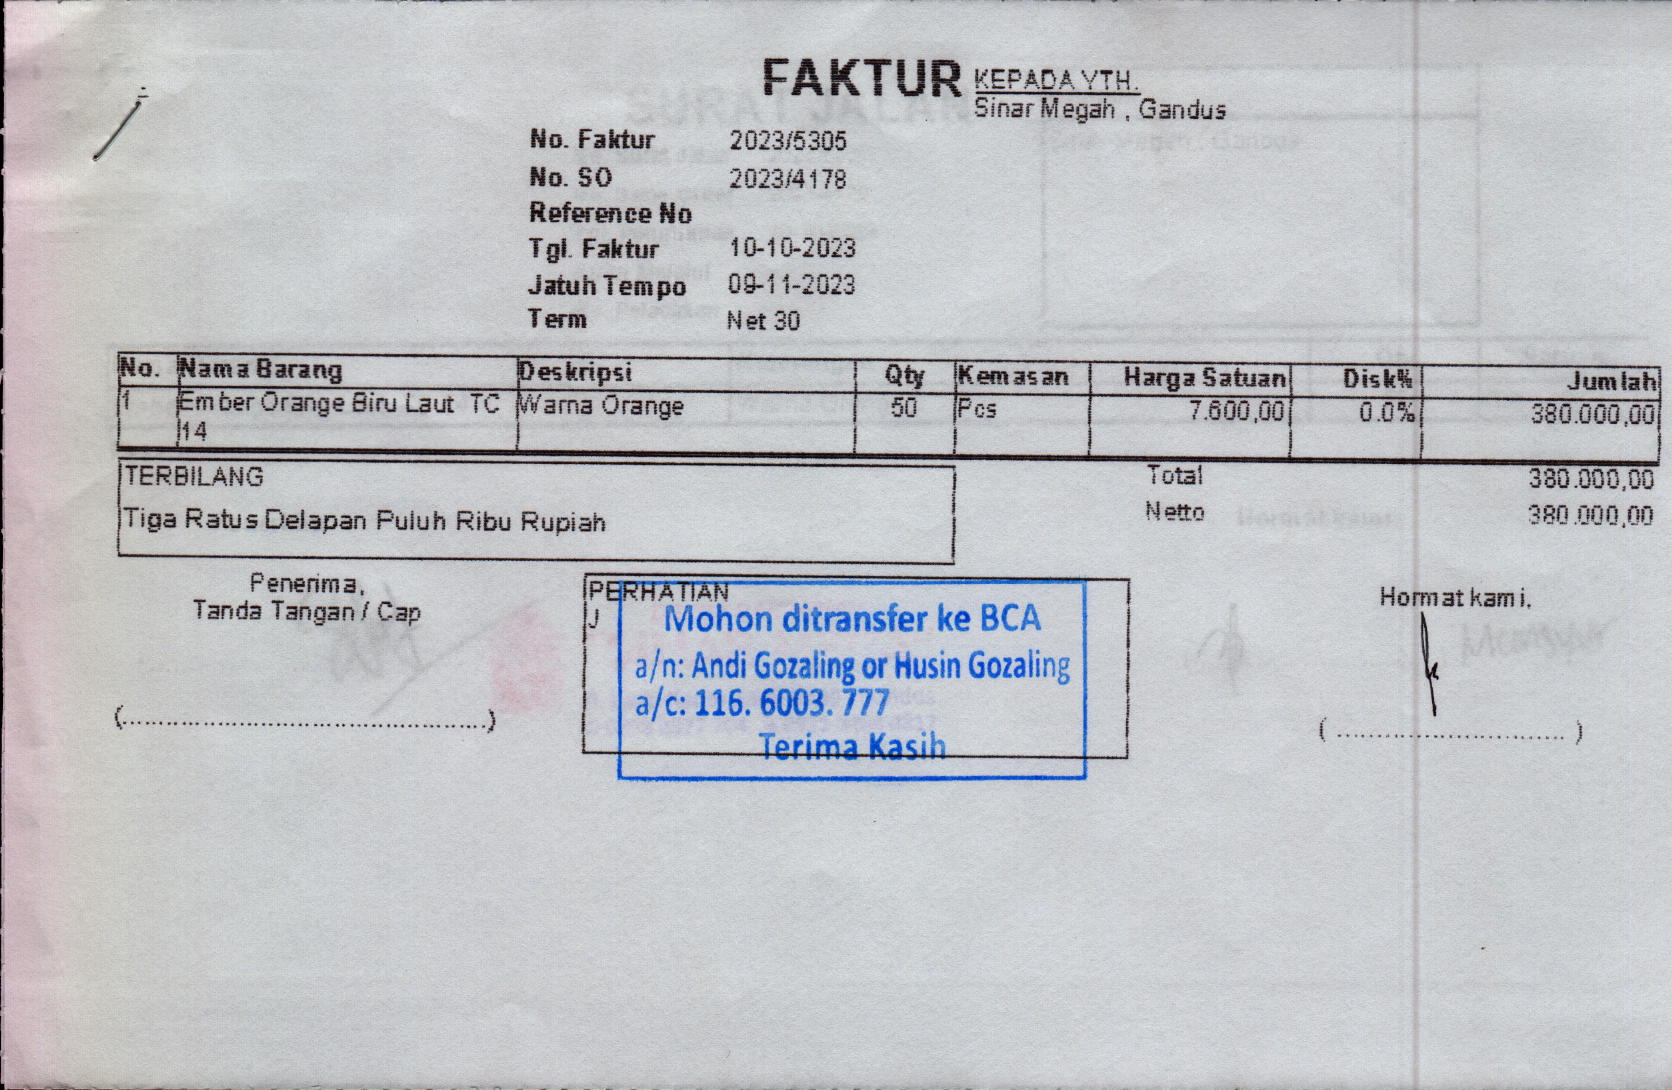 FAKTUR
KEPADA YTH.
Sinar Megah , Gandus
No. Faktur 2023/5305
No. SO 2023/4178
Reference No
Tgl. Faktur 10-10-2023
Jatuh Tempo 09-11-2023
Term Net 30
No. Nama Barang Deskripsi Qty Kemasan Harga Satuan Disk% Jumlah
1 Ember Orange Biru Laut TC Warna Orange 50 Pcs 7.600,00 0.0% 380.000,00
14
TERBILANG
Tiga Ratus Delapan Puluh Ribu Rupiah
Total 380.000,00
Netto 380.000,00
Penerima,
Tanda Tangan / Cap
(....................................................)
PERHATIAN
J
Mohon ditransfer ke BCA
a/n: Andi Gozaling or Husin Gozaling
a/c: 116. 6003. 777
Terima Kasih
Hormat kami,
( ............................. )